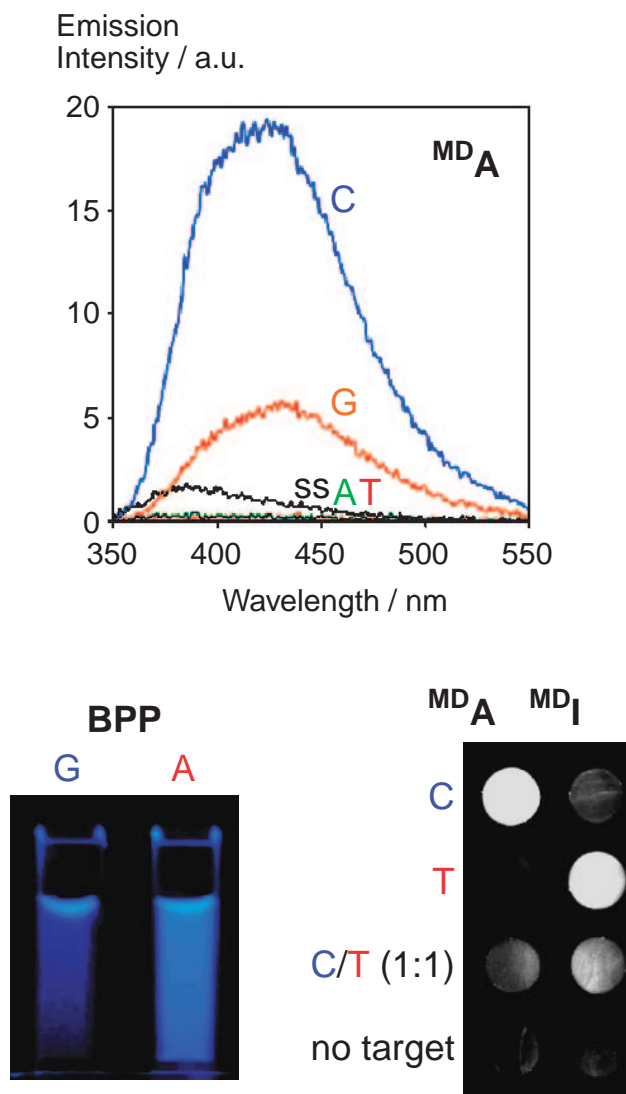 Emission
Intensity / a.u.
20
15
10
5
0
MDA
C
G
ss A T
350 400 450 500 550
Wavelength / nm
BPP
G A
MDA MDI
C
T
C/T (1:1)
no target